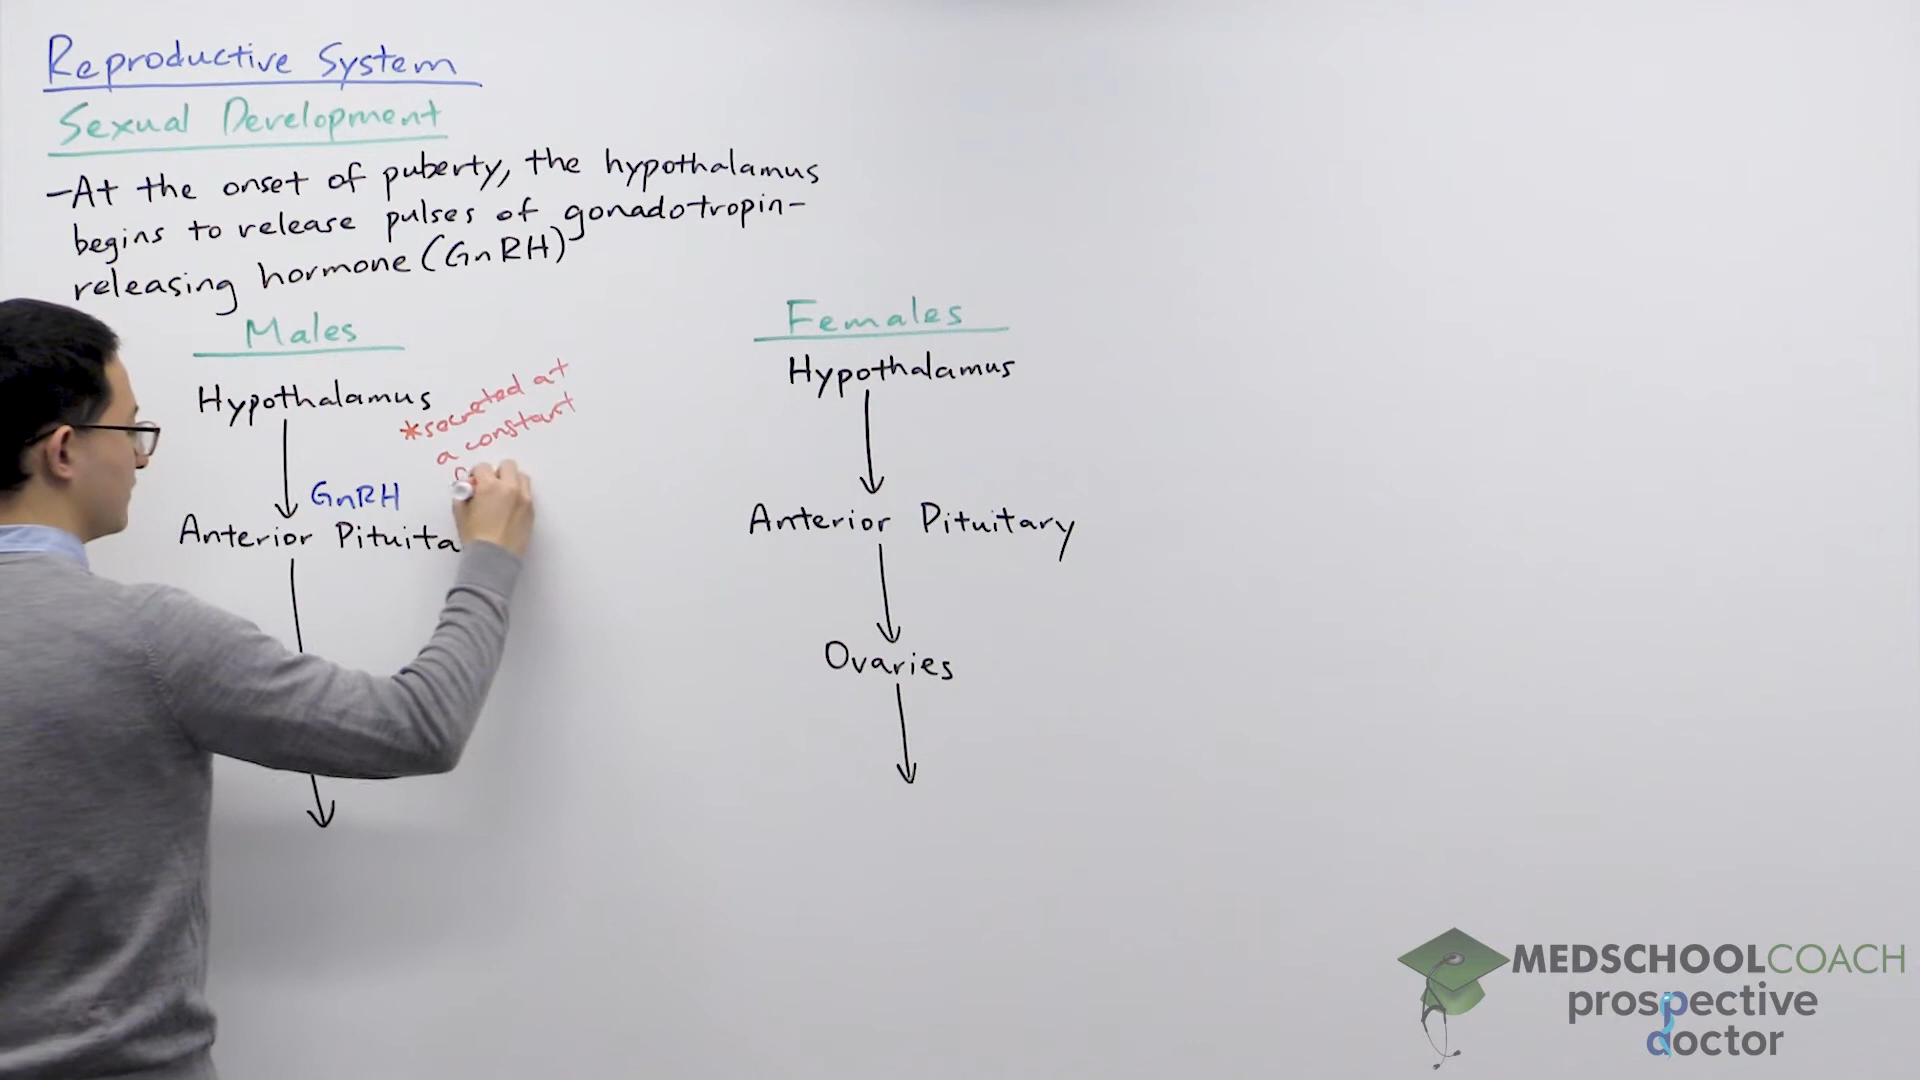 Reproductive System
Sexual Development
-At the onset of puberty, the hypothalamus
begins to release pulses of gonadotropin-
releasing hormone (GnRH)
Males
Hypothalamus
*secreted at
a constant
GnRH
Anterior Pituita
Females
Hypothalamus
Anterior Pituitary
Ovaries
MEDSCHOOLCOACH
prospective
doctor